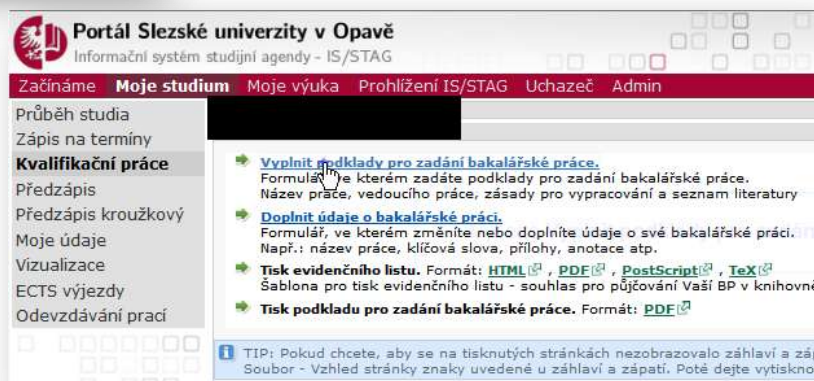 Portál Slezské univerzity v Opavě
Informační systém studijní agendy - IS/STAG
Začínáme Moje studium Moje výuka Prohlížení IS/STAG Uchazeč Admin
Průběh studia
Zápis na termíny
Kvalifikační práce
Předzápis
Předzápis kroužkový
Moje údaje
Vizualizace
ECTS výjezdy
Odevzdávání prací
Vyplnit podklady pro zadání bakalářské práce.
Formulář, ve kterém zadáte podklady pro zadání bakalářské práce.
Název práce, vedoucího práce, zásady pro vypracování a seznam literatury
Doplnit údaje o bakalářské práci.
Formulář, ve kterém změníte nebo doplníte údaje o své bakalářské práci.
Např.: název práce, klíčová slova, přílohy, anotace atp.
Tisk evidenčního listu. Formát: HTML , PDF , PostScript , TeX
Šablona pro tisk evidenčního listu - souhlas pro půjčování Vaší BP v knihovně
Tisk podkladu pro zadání bakalářské práce. Formát: PDF
TIP: Pokud chcete, aby se na tisknutých stránkách nezobrazovalo záhlaví a
Soubor - Vzhled stránky znaky uvedené u záhlaví a zápatí. Poté dejte